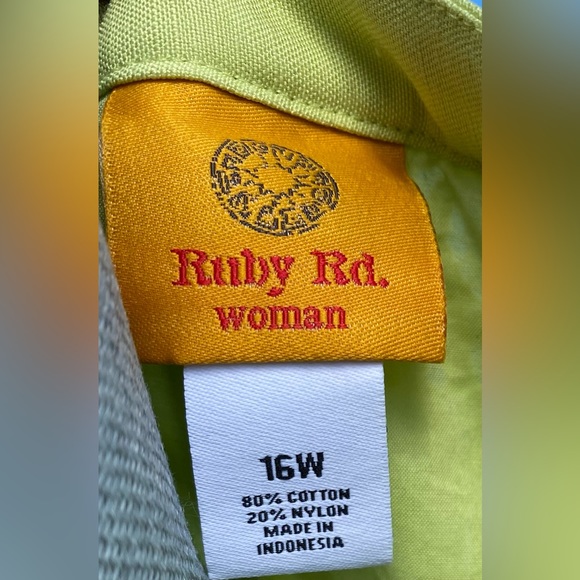 Ruby Rd.
woman
16W
80% COTTON
20% NYLON
MADE IN
INDONESIA